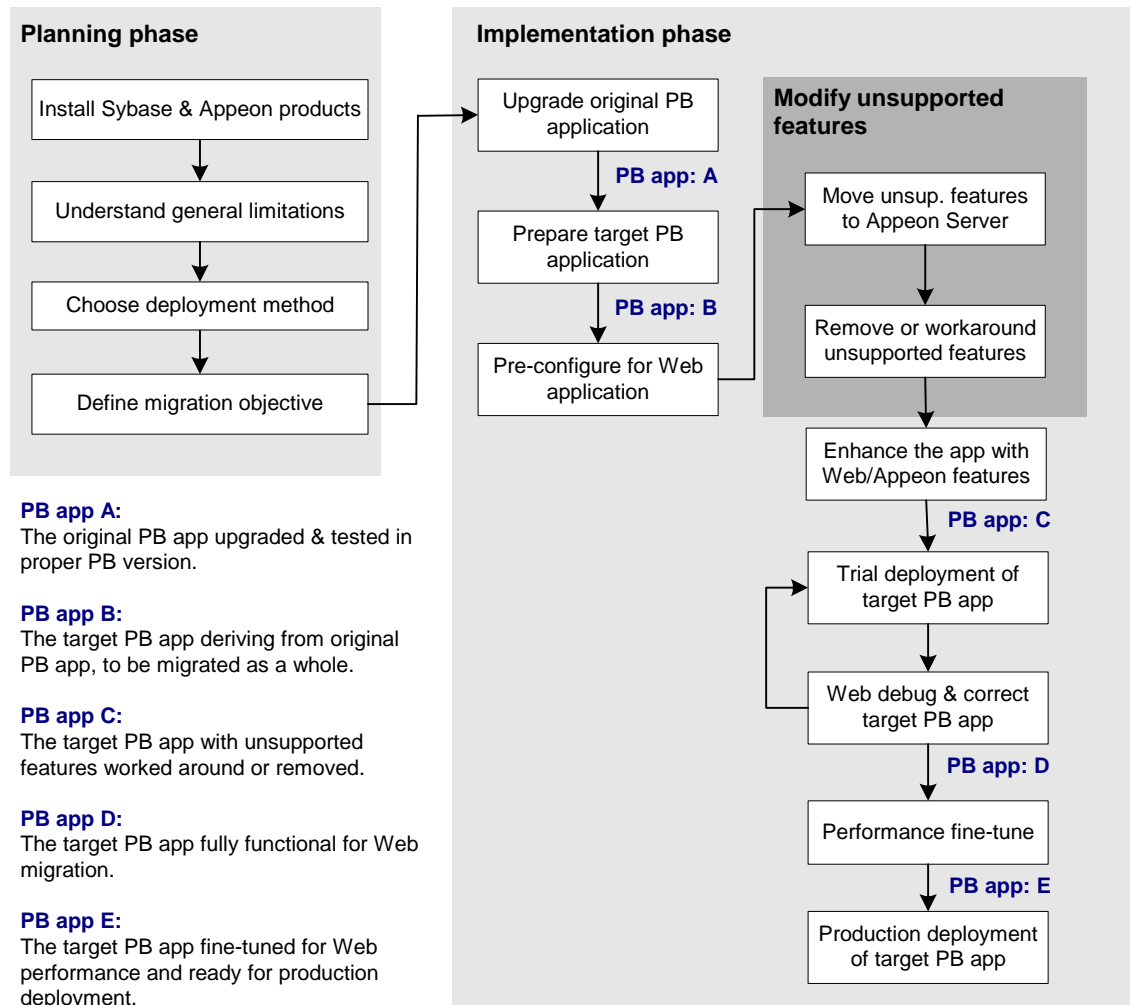 Planning phase
Install Sybase & Appeon products
Understand general limitations
Choose deployment method
Define migration objective
Implementation phase
Upgrade original PB
application
PB app: A
Prepare target PB
application
PB app: B
Pre-configure for Web
application
Modify unsupported
features
Move unsup. features
to Appeon Server
Remove or workaround
unsupported features
Enhance the app with
Web/Appeon features
PB app: C
Trial deployment of
target PB app
Web debug & correct
target PB app
PB app: D
Performance fine-tune
PB app: E
Production deployment
of target PB app
PB app A:
The original PB app upgraded & tested in
proper PB version.
PB app B:
The target PB app deriving from original
PB app, to be migrated as a whole.
PB app C:
The target PB app with unsupported
features worked around or removed.
PB app D:
The target PB app fully functional for Web
migration.
PB app E:
The target PB app fine-tuned for Web
performance and ready for production
deployment.